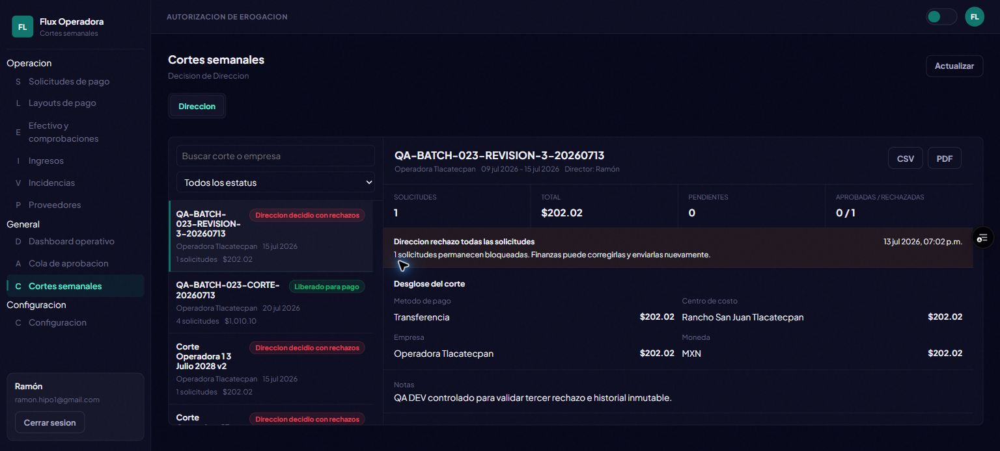 FL
Flux Operadora
Cortes semanales
Operacion
S Solicitudes de pago
L Layouts de pago
E Efectivo y
comprobaciones
I Ingresos
V Incidencias
P Proveedores
General
D Dashboard operativo
A Cola de aprobacion
C Cortes semanales
Configuracion
C Configuracion
Ramón
ramon.hipo1@gmail.com
Cerrar sesion
AUTORIZACION DE EROGACION
FL
Cortes semanales
Decision de Direccion
Actualizar
Direccion
Buscar corte o empresa
Todos los estatus
QA-BATCH-
023-REVISION-
3-20260713
Direccion decidio con rechazos
Operadora Tlacatecpan 15 jul 2026
1 solicitudes $202.02
QA-BATCH-023-CORTE-
20260713
Liberado para pago
Operadora Tlacatecpan 20 jul 2026
4 solicitudes $1,010.10
Corte
Operadora 1 3
Julio 2028 v2
Direccion decidio con rechazos
Operadora Tlacatecpan 15 jul 2026
1 solicitudes $202.02
Corte
Direccion decidio con rechazos
QA-BATCH-023-REVISION-3-20260713
Operadora Tlacatecpan 09 jul 2026 - 15 jul 2026 Director: Ramón
CSV
PDF
SOLICITUDES
1
TOTAL
$202.02
PENDIENTES
0
APROBADAS / RECHAZADAS
0 / 1
Direccion rechazo todas las solicitudes
13 jul 2026, 07:02 p.m.
1 solicitudes permanecen bloqueadas. Finanzas puede corregirlas y enviarlas nuevamente.
Desglose del corte
Metodo de pago
Transferencia $202.02
Centro de costo
Rancho San Juan Tlacatecpan $202.02
Empresa
Operadora Tlacatecpan $202.02
Moneda
MXN $202.02
Notas
QA DEV controlado para validar tercer rechazo e historial inmutable.